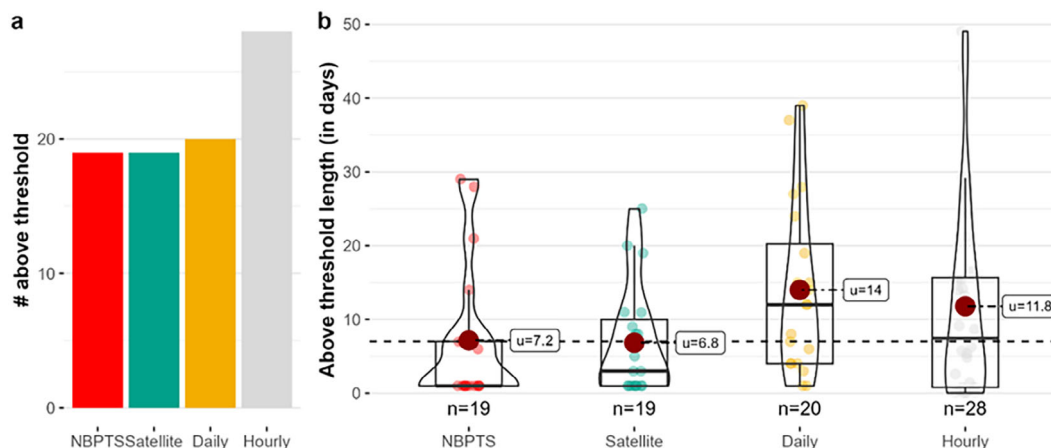 a
# above threshold
20
10
0
NBPTS Satellite Daily Hourly
b
Above threshold length (in days)
50
40
30
20
10
0
u=7.2
u=6.8
u=14
u=11.8
n=19 n=19 n=20 n=28
NBPTS Satellite Daily Hourly